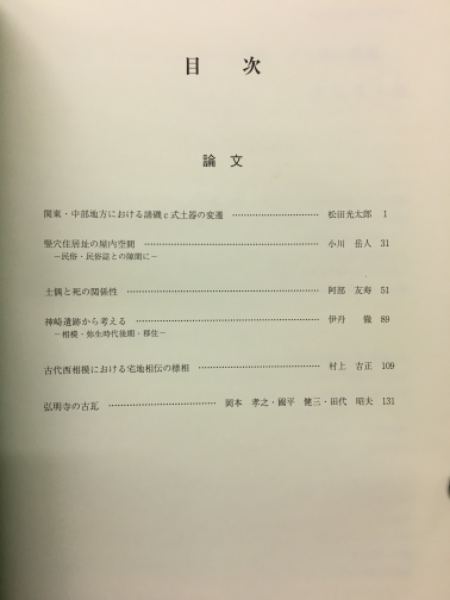 目 次
論 文
関東・中部地方における諸磯c式土器の変遷 …………………… 松田光太郎 1
竪穴住居址の屋内空間 …………………… 小川 岳人 31
－民俗・民俗誌との隙間に－
土偶と死の関係性 …………………… 阿部 友寿 51
神崎遺跡から考える …………………… 伊丹 徹 89
－相模・弥生時代後期・移住－
古代西相模における宅地相伝の様相 …………………… 村上 吉正 109
弘明寺の古瓦 …………………… 岡本 孝之・國平 健三・田代 昭夫 131